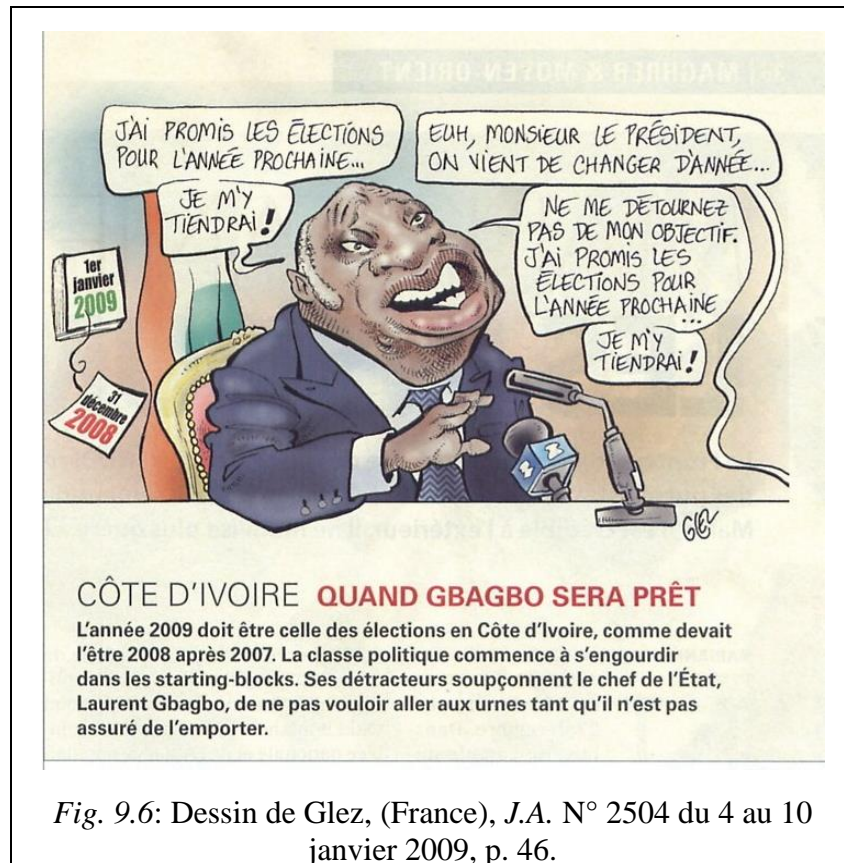 J'AI PROMIS LES ÉLECTIONS
POUR L'ANNÉE PROCHAINE...
JE M'Y
TIENDRAI !
EUH, MONSIEUR LE PRÉSIDENT,
ON VIENT DE CHANGER D'ANNÉE...
NE ME DÉTOURNEZ
PAS DE MON OBJECTIF.
J'AI PROMIS LES
ÉLECTIONS POUR
L'ANNÉE PROCHAINE
...
JE M'Y
TIENDRAI !
1er
janvier
2009
31
décembre
2008
CÔTE D'IVOIRE QUAND GBAGBO SERA PRÊT
L'année 2009 doit être celle des élections en Côte d'Ivoire, comme devait
l'être 2008 après 2007. La classe politique commence à s'engourdir
dans les starting-blocks. Ses détracteurs soupçonnent le chef de l'État,
Laurent Gbagbo, de ne pas vouloir aller aux urnes tant qu'il n'est pas
assuré de l'emporter.
Fig. 9.6: Dessin de Glez, (France), J.A. N° 2504 du 4 au 10
janvier 2009, p. 46.